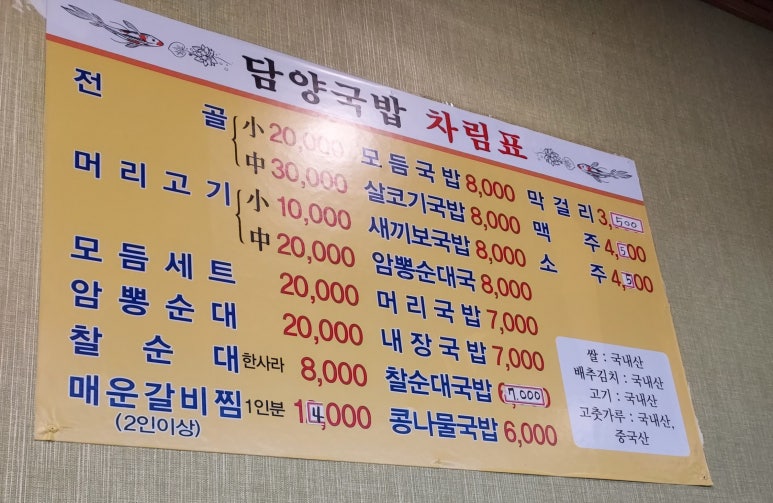 담양국밥 차림표
전 골 小 20,000
中 30,000
머리고기 小 10,000
中 20,000
모듬세트 20,000
암뽕순대 20,000
찰순대 한사라 8,000
매운갈비찜 1인분 14,000
(2인이상)
모듬국밥 8,000
살코기국밥 8,000
새끼보국밥 8,000
암뽕순대국 8,000
머리국밥 7,000
내장국밥 7,000
찰순대국밥 7,000
콩나물국밥 6,000
막걸리 3,500
맥 주 4,500
소 주 4,500
쌀 : 국내산
배추김치 : 국내산
고기 : 국내산
고춧가루 : 국내산,
중국산